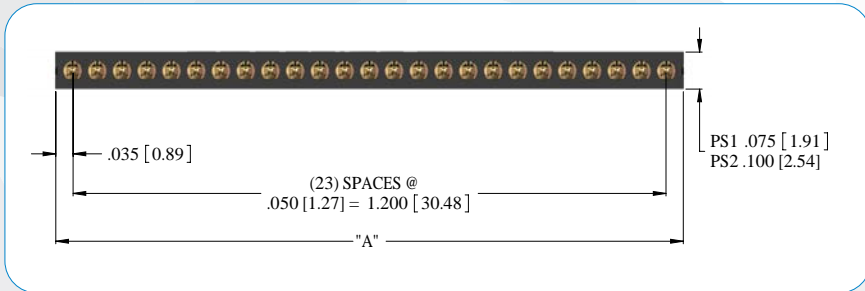 .035 [0.89]
PS1 .075 [1.91]
PS2 .100 [2.54]
(23) SPACES @
.050 [1.27] = 1.200 [30.48]
"A"